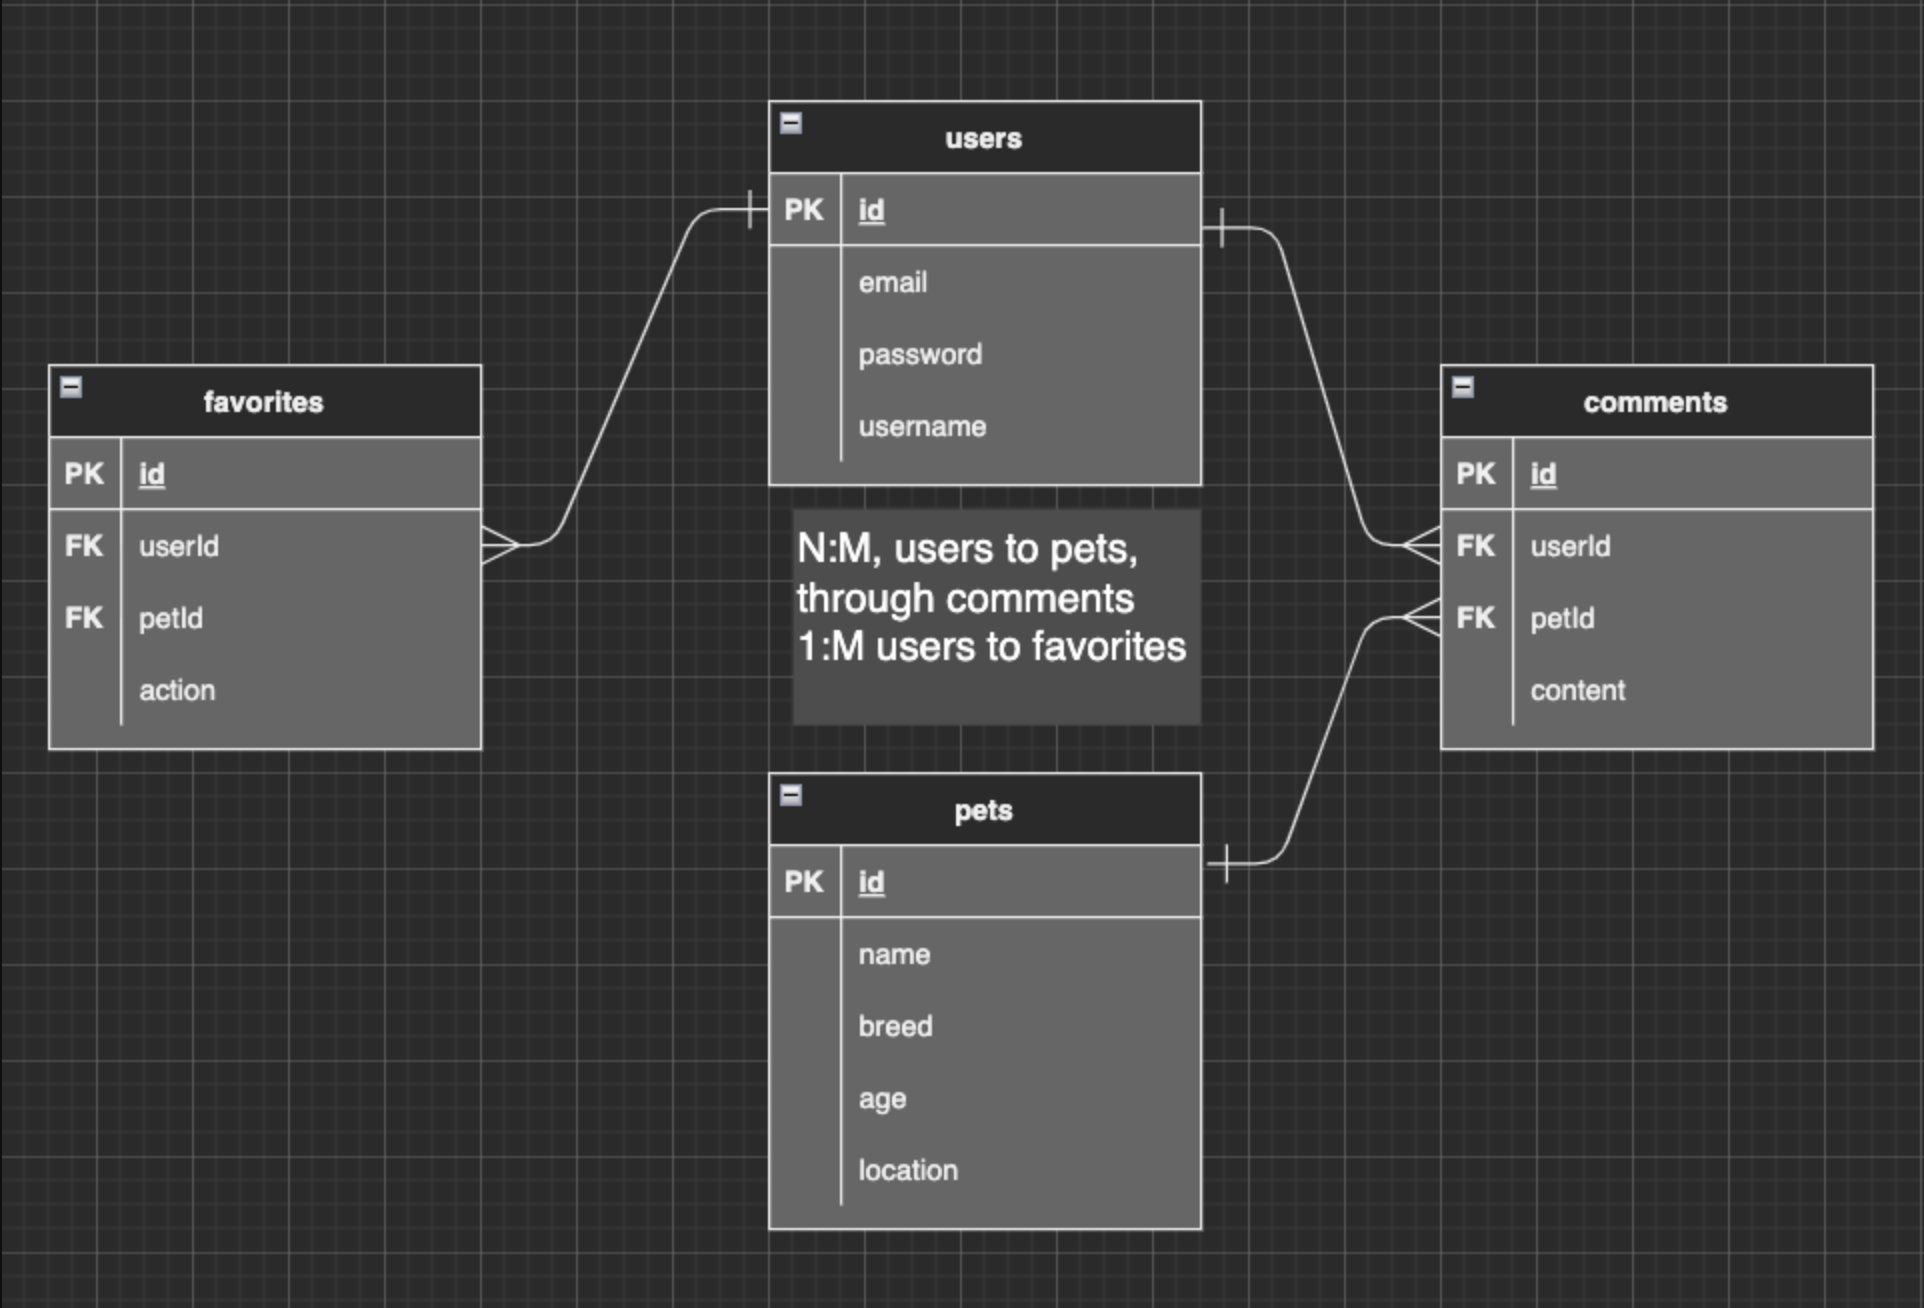 users
PK id
email
password
username
favorites
PK id
FK userId
FK petId
action
N:M, users to pets,
through comments
1:M users to favorites
comments
PK id
FK userId
FK petId
content
pets
PK id
name
breed
age
location